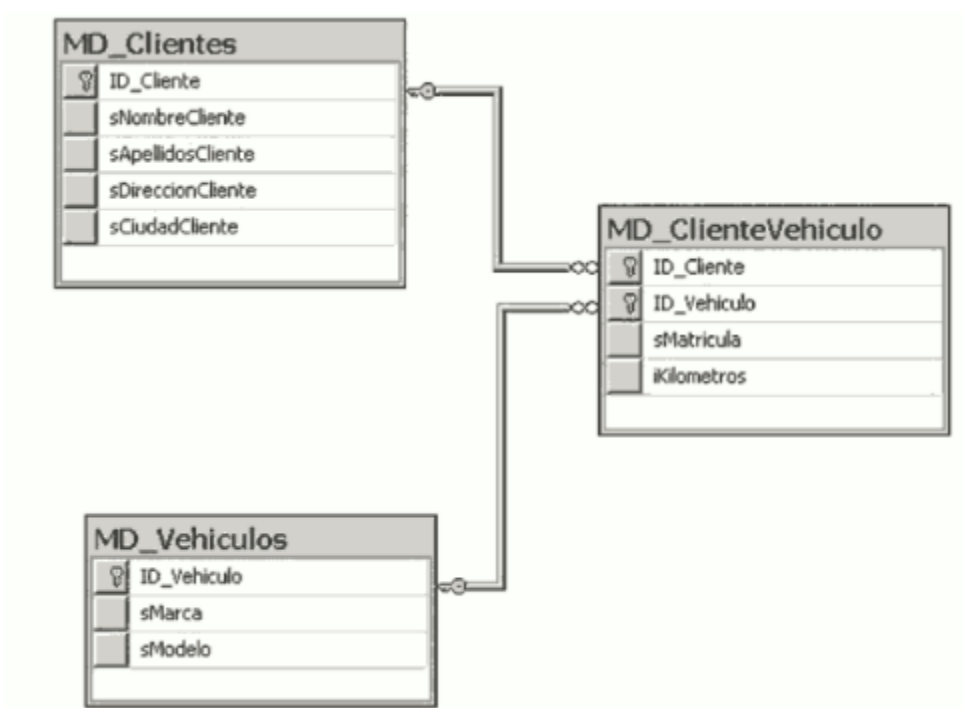 MD_Clientes
ID_Cliente
sNombreCliente
sApellidosCliente
sDireccionCliente
sCiudadCliente
MD_ClienteVehiculo
ID_Cliente
ID_Vehiculo
sMatricula
iKilometros
MD_Vehiculos
ID_Vehiculo
sMarca
sModelo